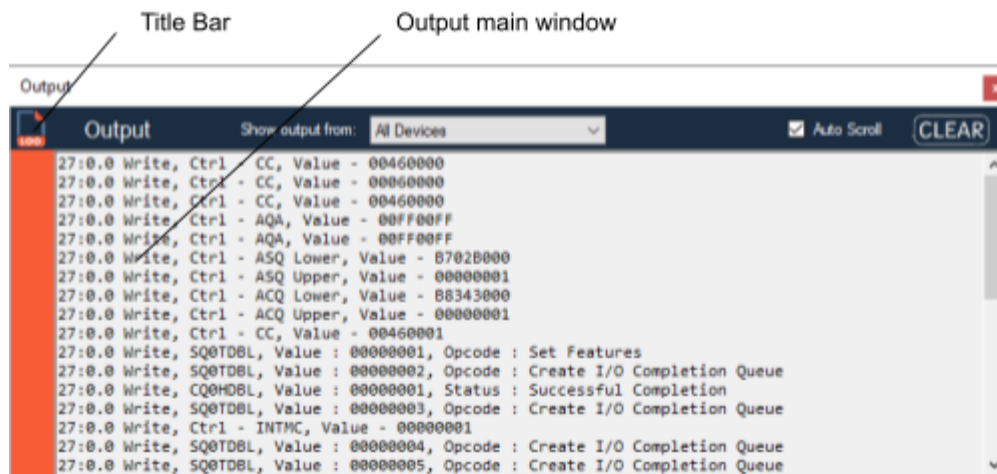 Title Bar
Output main window
Output
LOG
Output Show output from: All Devices Auto Scroll CLEAR
27:0.0 Write, Ctrl - CC, Value - 00460000
27:0.0 Write, Ctrl - CC, Value - 00060000
27:0.0 Write, Ctrl - CC, Value - 00460000
27:0.0 Write, Ctrl - AQA, Value - 00FF00FF
27:0.0 Write, Ctrl - AQA, Value - 00FF00FF
27:0.0 Write, Ctrl - ASQ Lower, Value - B702B000
27:0.0 Write, Ctrl - ASQ Upper, Value - 00000001
27:0.0 Write, Ctrl - ACQ Lower, Value - B8343000
27:0.0 Write, Ctrl - ACQ Upper, Value - 00000001
27:0.0 Write, Ctrl - CC, Value - 00460001
27:0.0 Write, SQ0TDBL, Value : 00000001, Opcode : Set Features
27:0.0 Write, SQ0TDBL, Value : 00000002, Opcode : Create I/O Completion Queue
27:0.0 Write, CQ0HDBL, Value : 00000001, Status : Successful Completion
27:0.0 Write, SQ0TDBL, Value : 00000003, Opcode : Create I/O Completion Queue
27:0.0 Write, Ctrl - INTMC, Value - 00000001
27:0.0 Write, SQ0TDBL, Value : 00000004, Opcode : Create I/O Completion Queue
27:0.0 Write, SQ0TDBL, Value : 00000005, Opcode : Create I/O Completion Queue